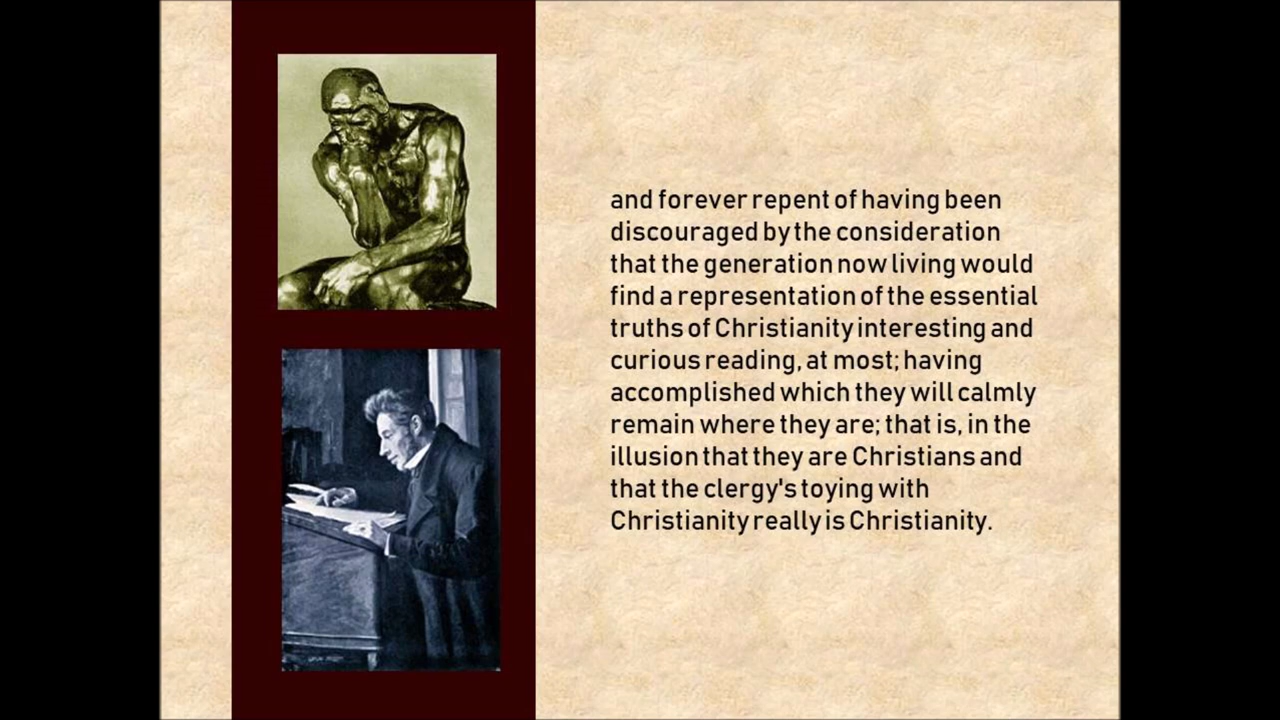 and forever repent of having been
discouraged by the consideration
that the generation now living would
find a representation of the essential
truths of Christianity interesting and
curious reading, at most; having
accomplished which they will calmly
remain where they are; that is, in the
illusion that they are Christians and
that the clergy's toying with
Christianity really is Christianity.